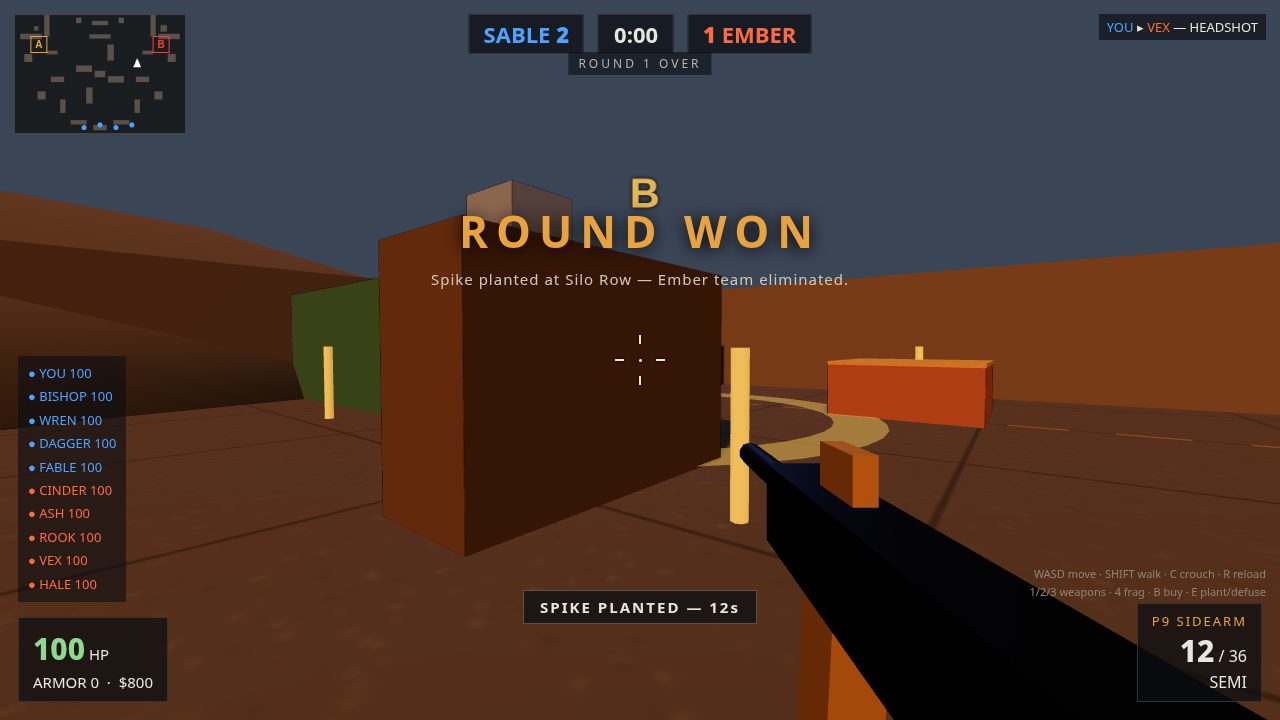 A
B
SABLE 2
0:00
1 EMBER
ROUND 1 OVER
YOU ▸ VEX — HEADSHOT
B
ROUND WON
Spike planted at Silo Row — Ember team eliminated.
● YOU 100
● BISHOP 100
● WREN 100
● DAGGER 100
● FABLE 100
● CINDER 100
● ASH 100
● ROOK 100
● VEX 100
● HALE 100
SPIKE PLANTED — 12s
WASD move · SHIFT walk · C crouch · R reload
1/2/3 weapons · 4 frag · B buy · E plant/defuse
100 HP
ARMOR 0 · $800
P9 SIDEARM
12 / 36
SEMI